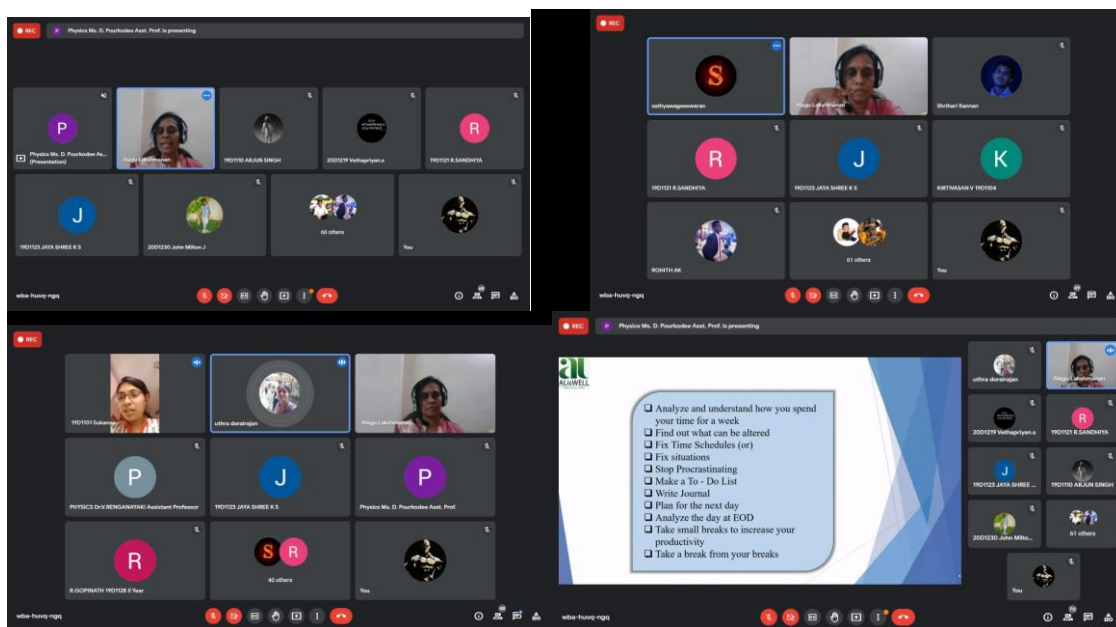 REC
P Physics Ms. D. Pourkodee Asst. Prof. is presenting
P
Physics Ms. D. Pourkodee As...
(Presentation)
Alagu Lakshmanan
19D1110 ARJUN SINGH
20D1219 Vethapriyan.s
R
19D1121 R.SANDHIYA
J
19D1123 JAYA SHREE K S
20D1230 John Milton J
60 others
You
wba-huvq-ngq
69
REC
S
sathyawageeswaran
Alagu Lakshmanan
Shrihari Kannan
R
19D1121 R.SANDHIYA
J
19D1123 JAYA SHREE K S
K
KIRTIVASAN V 19D1104
ROHITH AK
61 others
You
wba-huvq-ngq
REC
19D1101 Sukanya
uthra dorairajan
Alagu Lakshmanan
P
PHYSICS Dr.V.RENGANAYAKI Assistant Professor
J
19D1123 JAYA SHREE K S
P
Physics Ms. D. Pourkodee Asst. Prof.
R
R.GOPINATH 19D1128 II Year
S R
40 others
You
wba-huvq-ngq
REC
P Physics Ms. D. Pourkodee Asst. Prof. is presenting
al
ALisWELL
❑ Analyze and understand how you spend
your time for a week
❑ Find out what can be altered
❑ Fix Time Schedules (or)
❑ Fix situations
❑ Stop Procrastinating
❑ Make a To - Do List
❑ Write Journal
❑ Plan for the next day
❑ Analyze the day at EOD
❑ Take small breaks to increase your
productivity
❑ Take a break from your breaks
uthra dorairajan
Alagu Lakshmanan
20D1219 Vethapriyan.s
R
19D1121 R.SANDHIYA
J
19D1123 JAYA SHREE ...
19D1110 ARJUN SINGH
20D1230 John Milto...
61 others
You
wba-huvq-ngq
70